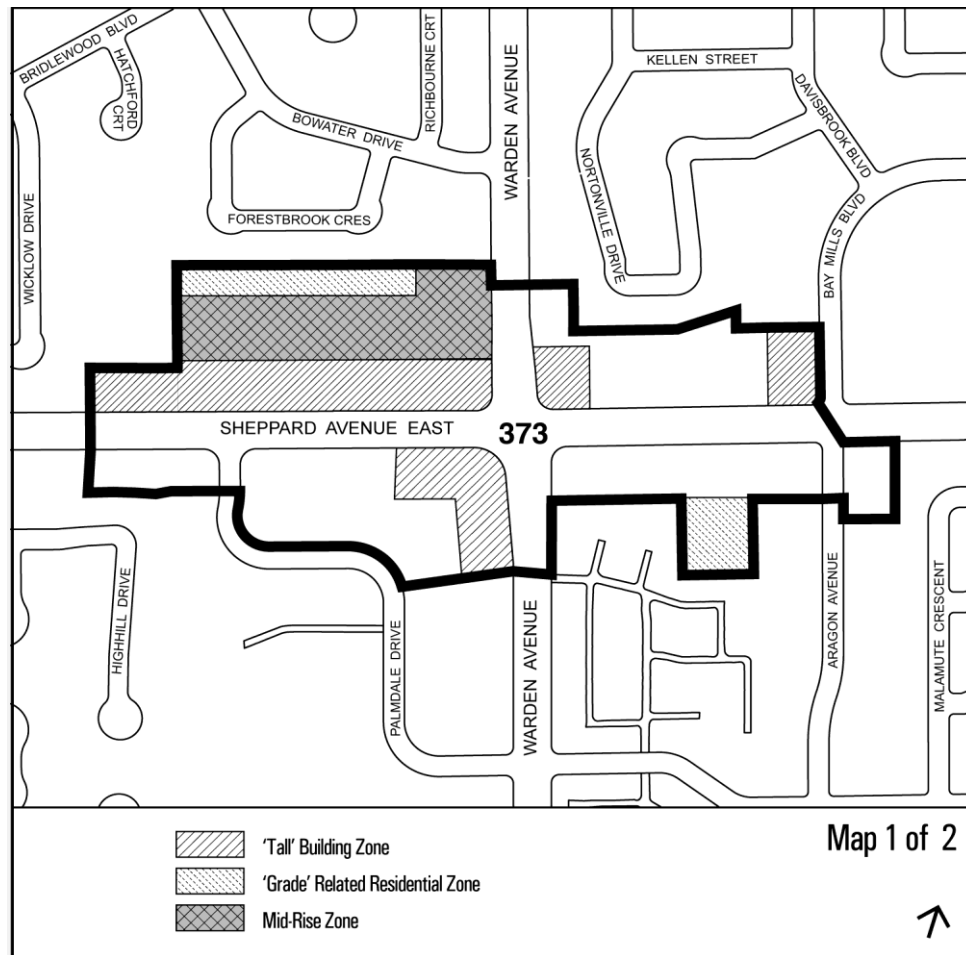 BRIDLEWOOD BLVD
HATCHFORD
CRT
RICHBOURNE CRT
WARDEN AVENUE
KELLEN STREET
DAVISBROOK BLVD
BOWATER DRIVE
NORTONVILLE DRIVE
WICKLOW DRIVE
FORESTBROOK CRES
BAY MILLS BLVD
SHEPPARD AVENUE EAST
373
HIGHHILL DRIVE
PALMDALE DRIVE
WARDEN AVENUE
ARAGON AVENUE
MALAMUTE CRESCENT
Map 1 of 2
'Tall' Building Zone
'Grade' Related Residential Zone
Mid-Rise Zone